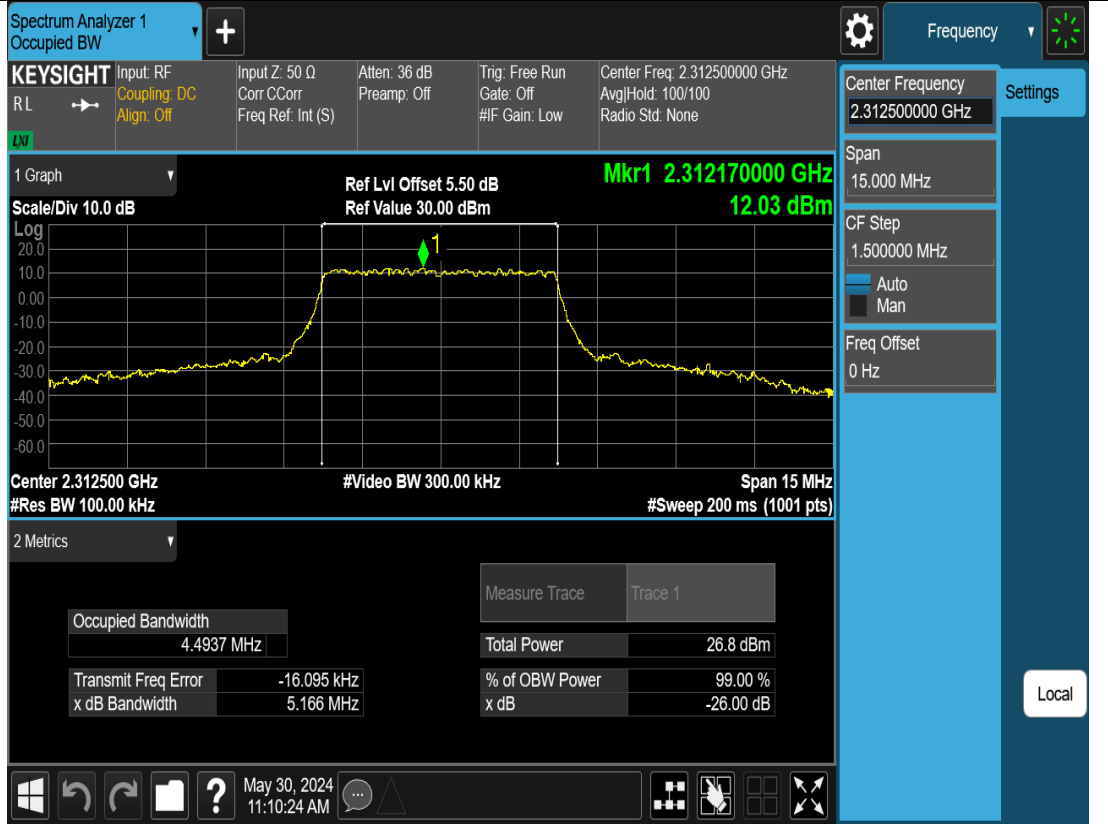 Spectrum Analyzer 1
Occupied BW
+
Frequency
KEYSIGHT
RL
LXI
Input: RF
Coupling: DC
Align: Off
Input Z: 50 Ω
Corr CCorr
Freq Ref: Int (S)
Atten: 36 dB
Preamp: Off
Trig: Free Run
Gate: Off
#IF Gain: Low
Center Freq: 2.312500000 GHz
Avg|Hold: 100/100
Radio Std: None
Center Frequency
2.312500000 GHz
Settings
Span
15.000 MHz
CF Step
1.500000 MHz
Auto
Man
Freq Offset
0 Hz
1 Graph
Scale/Div 10.0 dB
Ref Lvl Offset 5.50 dB
Ref Value 30.00 dBm
Mkr1 2.312170000 GHz
12.03 dBm
Log
1
20.0
10.0
0.00
-10.0
-20.0
-30.0
-40.0
-50.0
-60.0
Center 2.312500 GHz
#Video BW 300.00 kHz
Span 15 MHz
#Res BW 100.00 kHz
#Sweep 200 ms (1001 pts)
2 Metrics
Measure Trace
Trace 1
Occupied Bandwidth
4.4937 MHz
Total Power
26.8 dBm
Transmit Freq Error
-16.095 kHz
% of OBW Power
99.00 %
x dB Bandwidth
5.166 MHz
x dB
-26.00 dB
Local
?
May 30, 2024
11:10:24 AM